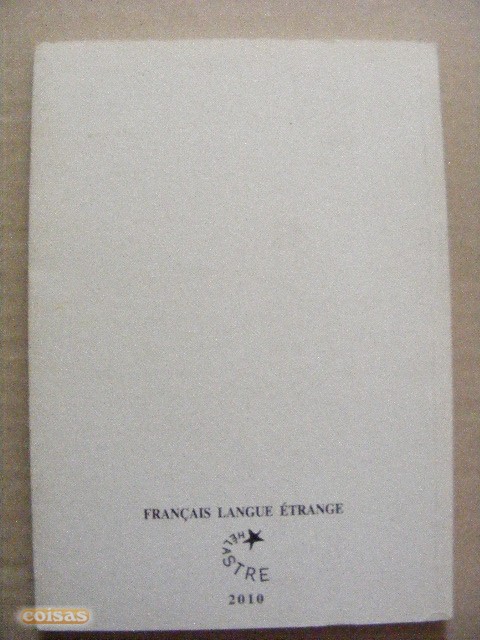 FRANÇAIS LANGUE ÉTRANGE
HÉLASTRE
2010
coisas